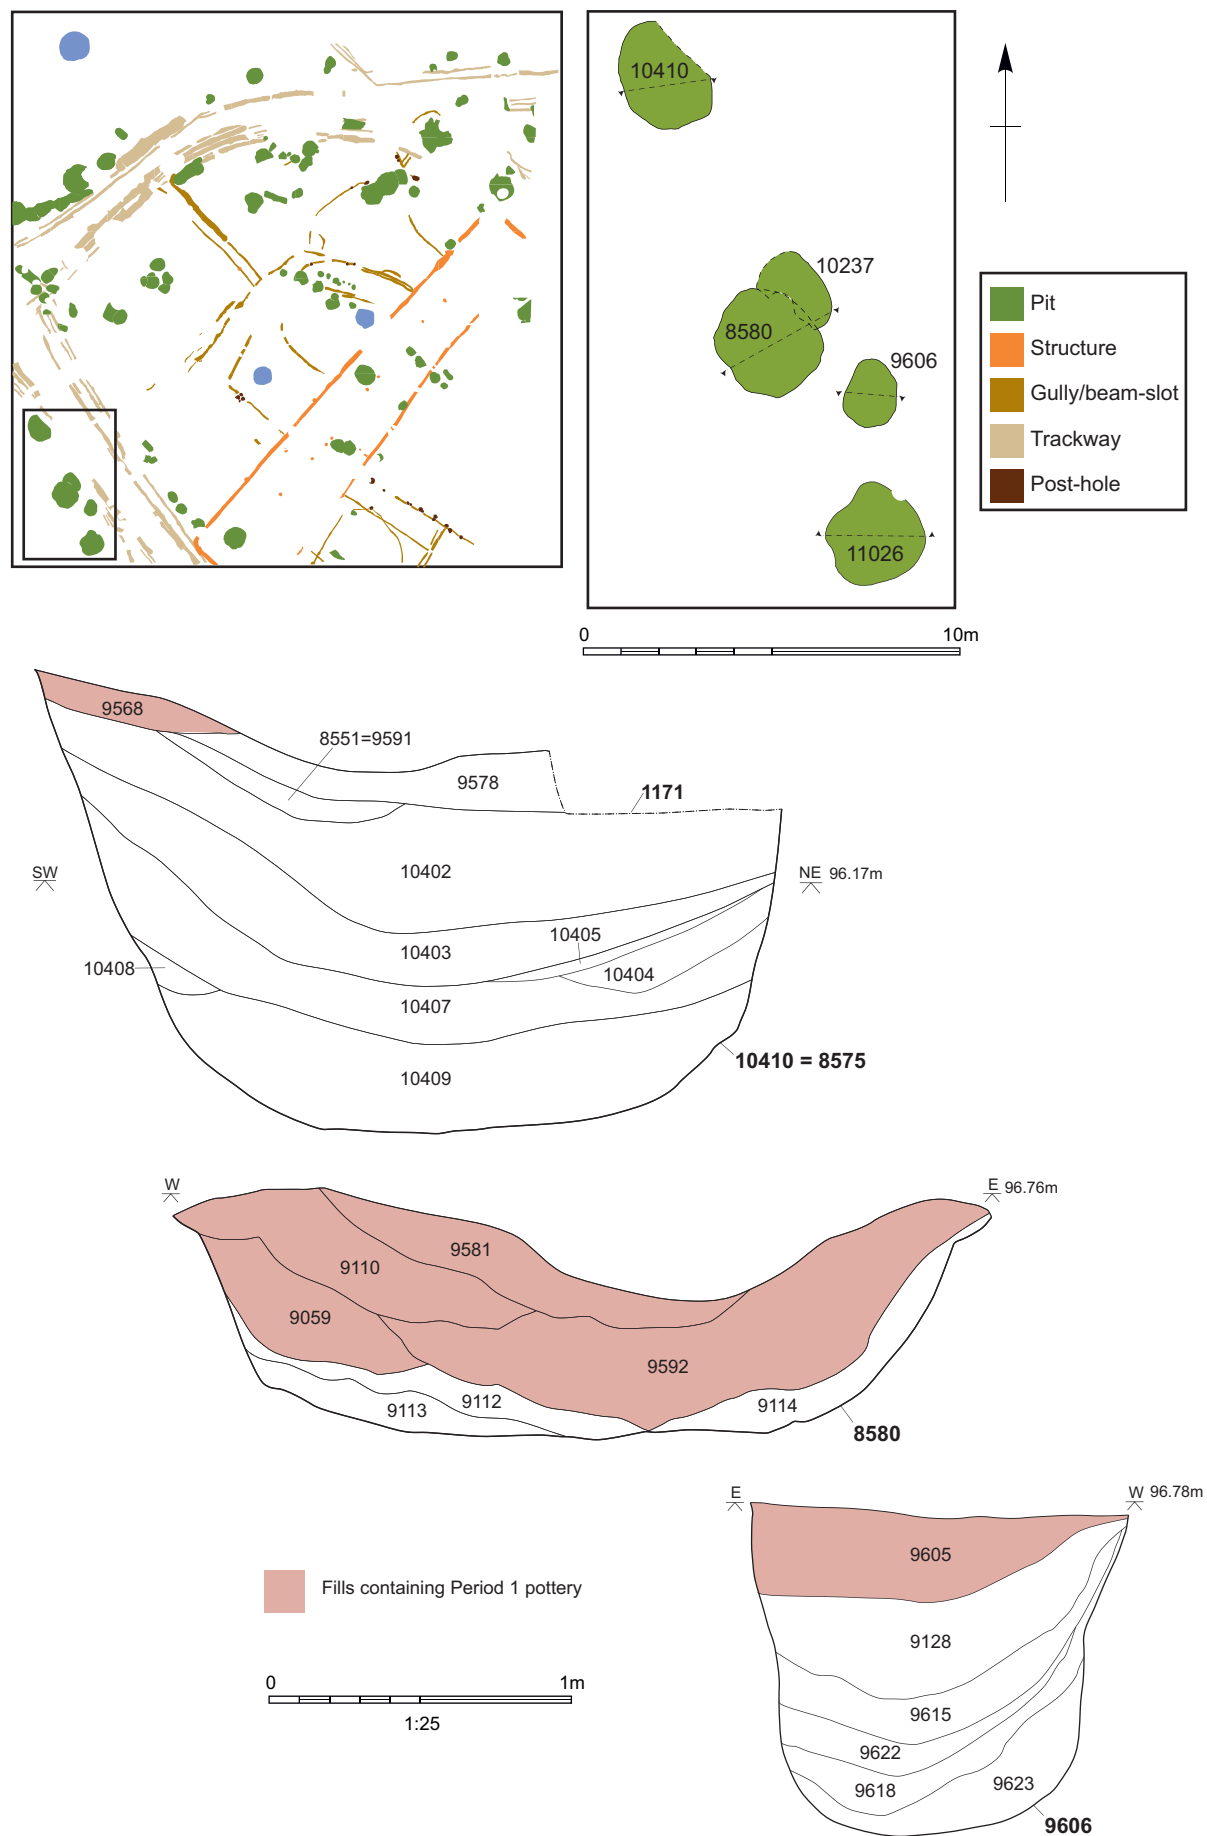 10410
10237
8580
9606
11026
Pit
Structure
Gully/beam-slot
Trackway
Post-hole
0 10m
9568
8551=9591
9578
1171
10402
SW
NE 96.17m
10405
10403
10408
10404
10407
10410 = 8575
10409
W
E 96.76m
9581
9110
9059
9592
9112
9114
9113
8580
E
W 96.78m
9605
Fills containing Period 1 pottery
9128
0 1m
1:25
9615
9622
9618
9623
9606